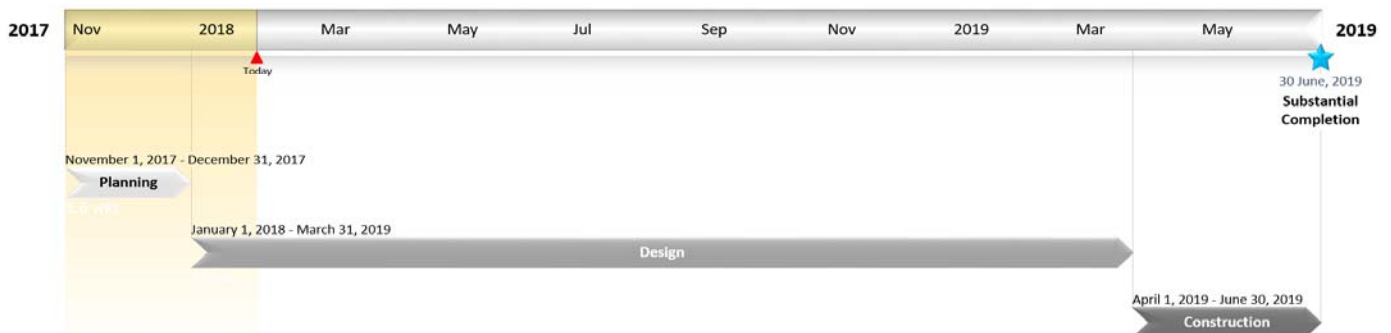 2017 Nov 2018 Mar May Jul Sep Nov 2019 Mar May 2019
Today
30 June, 2019
Substantial
Completion
November 1, 2017 - December 31, 2017
Planning
January 1, 2018 - March 31, 2019
Design
April 1, 2019 - June 30, 2019
Construction